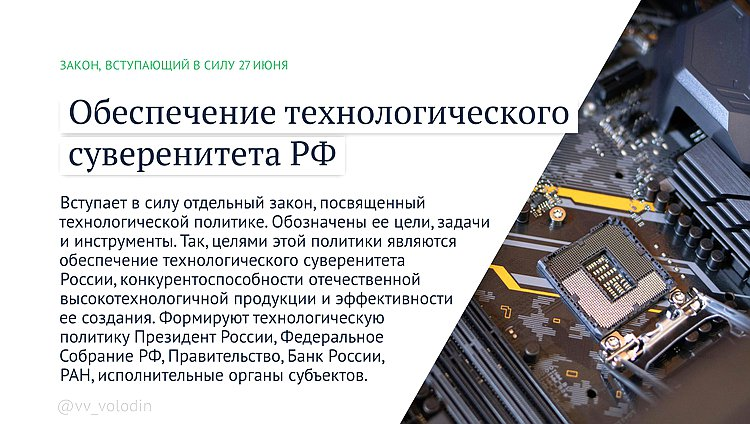 ЗАКОН, ВСТУПАЮЩИЙ В СИЛУ 27 ИЮНЯ
Обеспечение технологического
суверенитета РФ
Вступает в силу отдельный закон, посвященный
технологической политике. Обозначены ее цели, задачи
и инструменты. Так, целями этой политики являются
обеспечение технологического суверенитета
России, конкурентоспособности отечественной
высокотехнологичной продукции и эффективности
ее создания. Формируют технологическую
политику Президент России, Федеральное
Собрание РФ, Правительство, Банк России,
РАН, исполнительные органы субъектов.
@vv_volodin